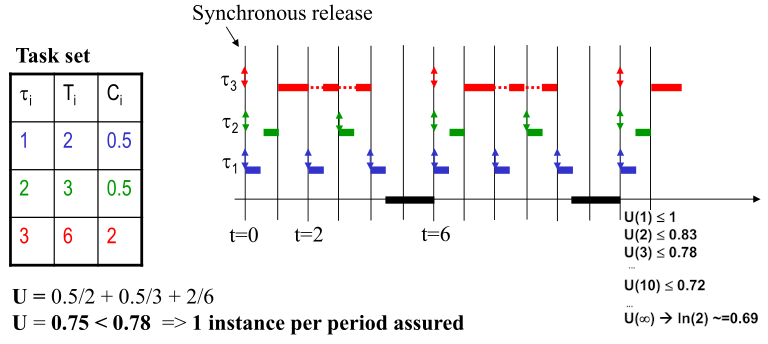 Synchronous release
Task set
τi Ti Ci
1 2 0.5
2 3 0.5
3 6 2
τ3
τ2
τ1
t=0 t=2 t=6
U(1) ≤ 1
U(2) ≤ 0.83
U(3) ≤ 0.78
...
U(10) ≤ 0.72
...
U(∞) → ln(2) ~=0.69
U = 0.5/2 + 0.5/3 + 2/6
U = 0.75 < 0.78 => 1 instance per period assured